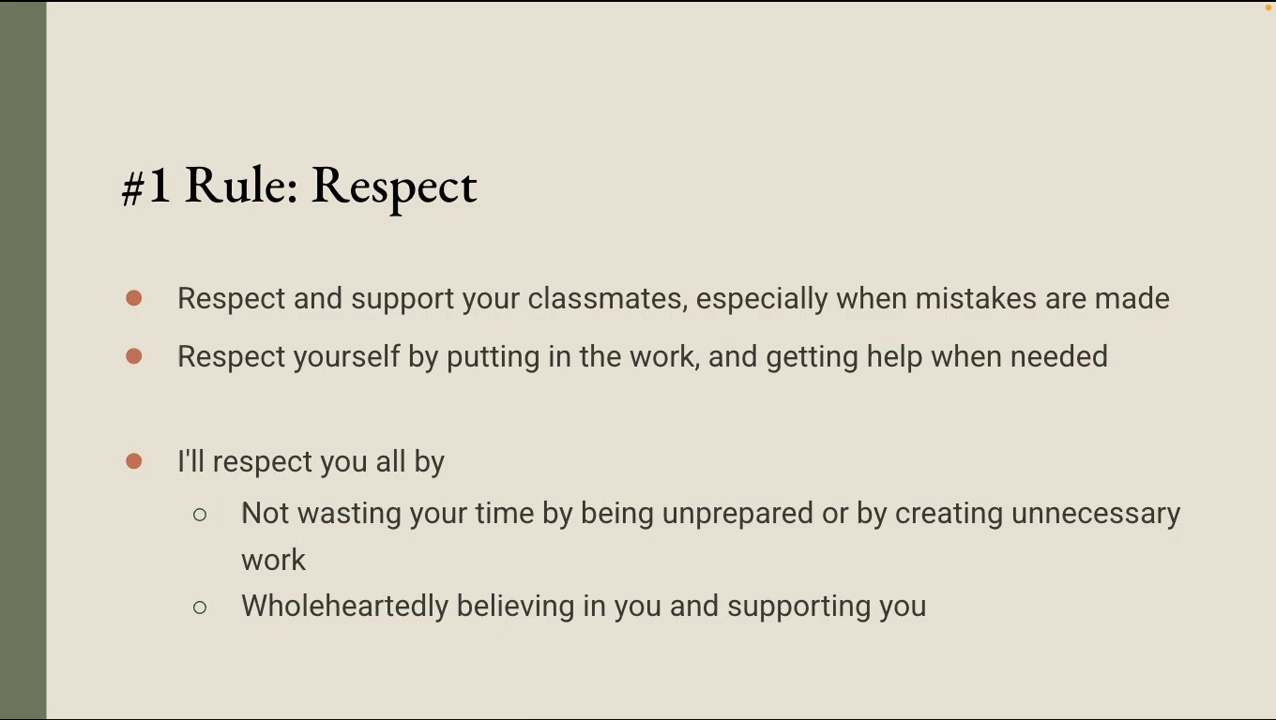 #1 Rule: Respect
● Respect and support your classmates, especially when mistakes are made
● Respect yourself by putting in the work, and getting help when needed
● I'll respect you all by
○ Not wasting your time by being unprepared or by creating unnecessary
work
○ Wholeheartedly believing in you and supporting you